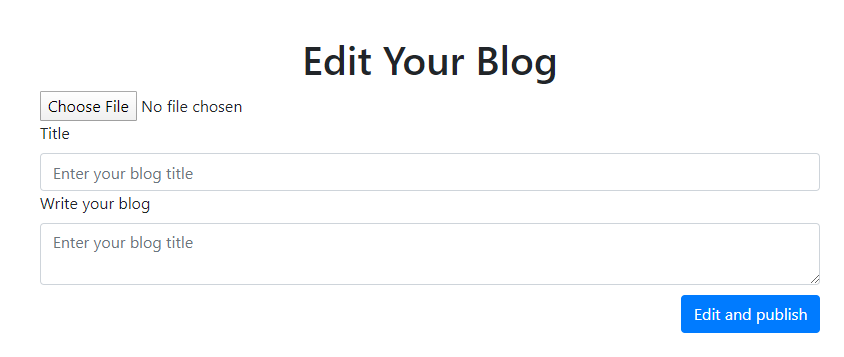 Edit Your Blog
Choose File No file chosen
Title
Enter your blog title
Write your blog
Enter your blog title
Edit and publish